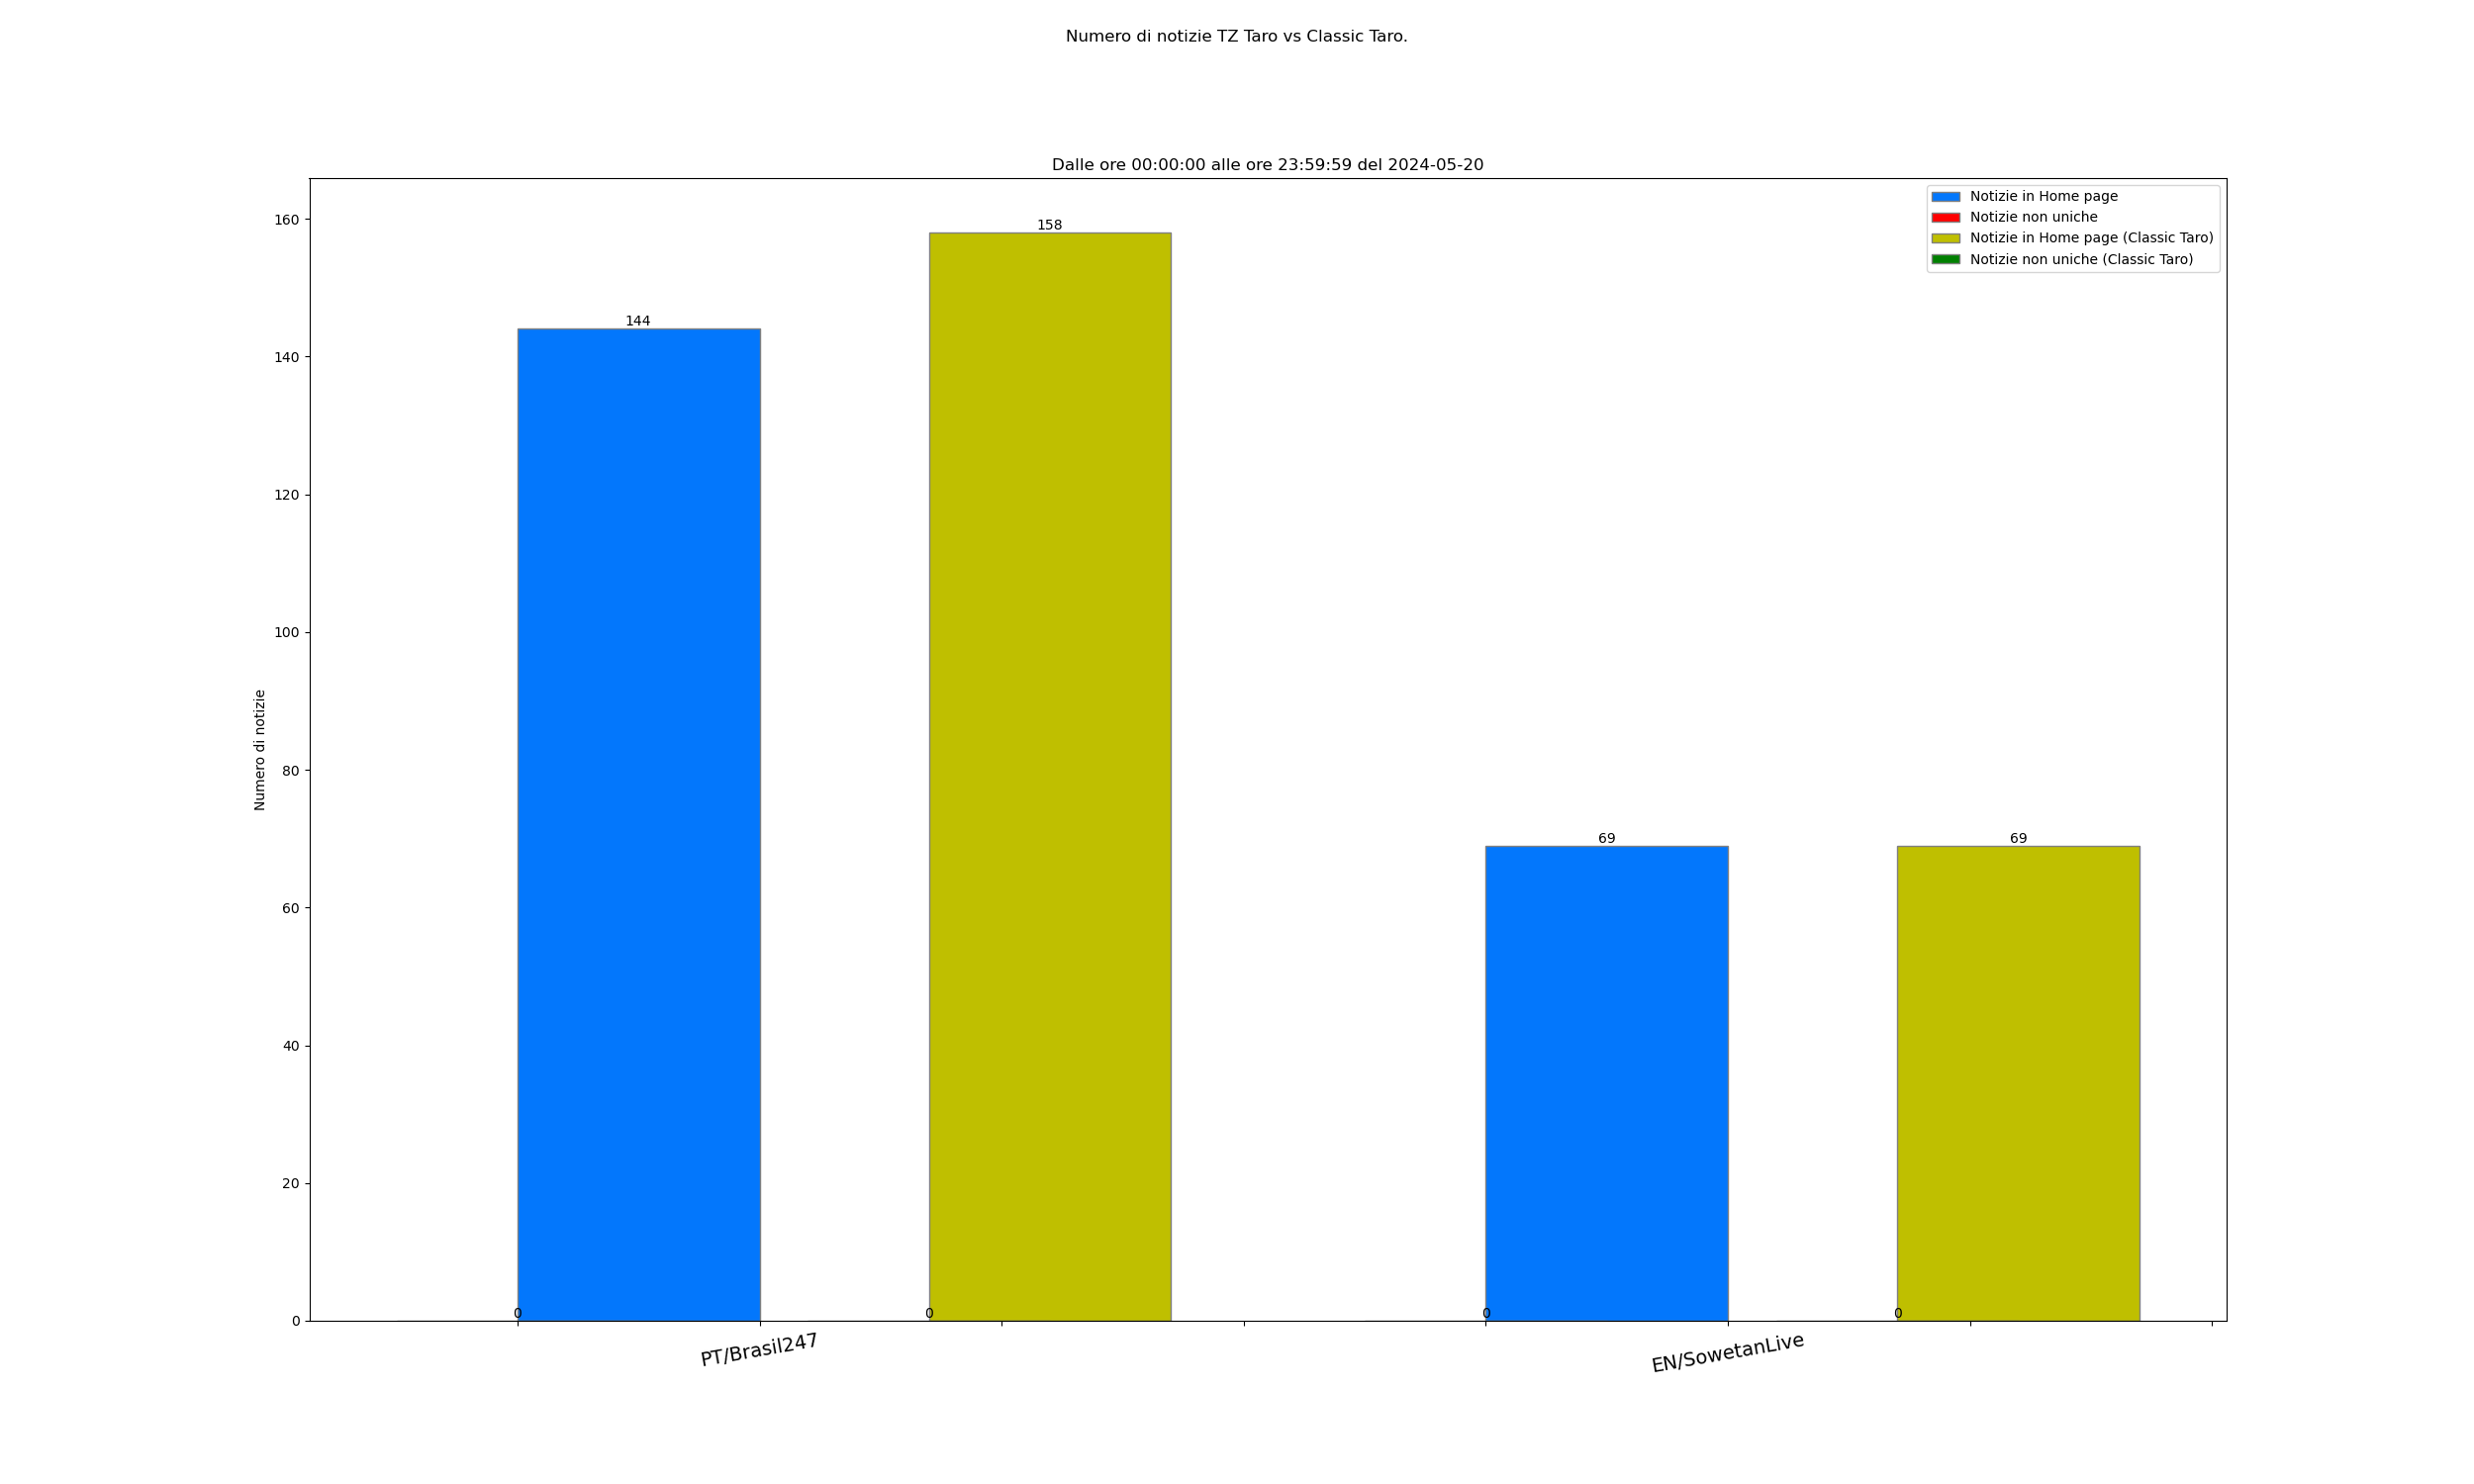 Numero di notizie TZ Taro vs Classic Taro.
Dalle ore 00:00:00 alle ore 23:59:59 del 2024-05-20
Notizie in Home page
Notizie non uniche
Notizie in Home page (Classic Taro)
Notizie non uniche (Classic Taro)
Numero di notizie
160
140
120
100
80
60
40
20
0
144
158
69
69
0
0
0
0
PT/Brasil247
EN/SowetanLive